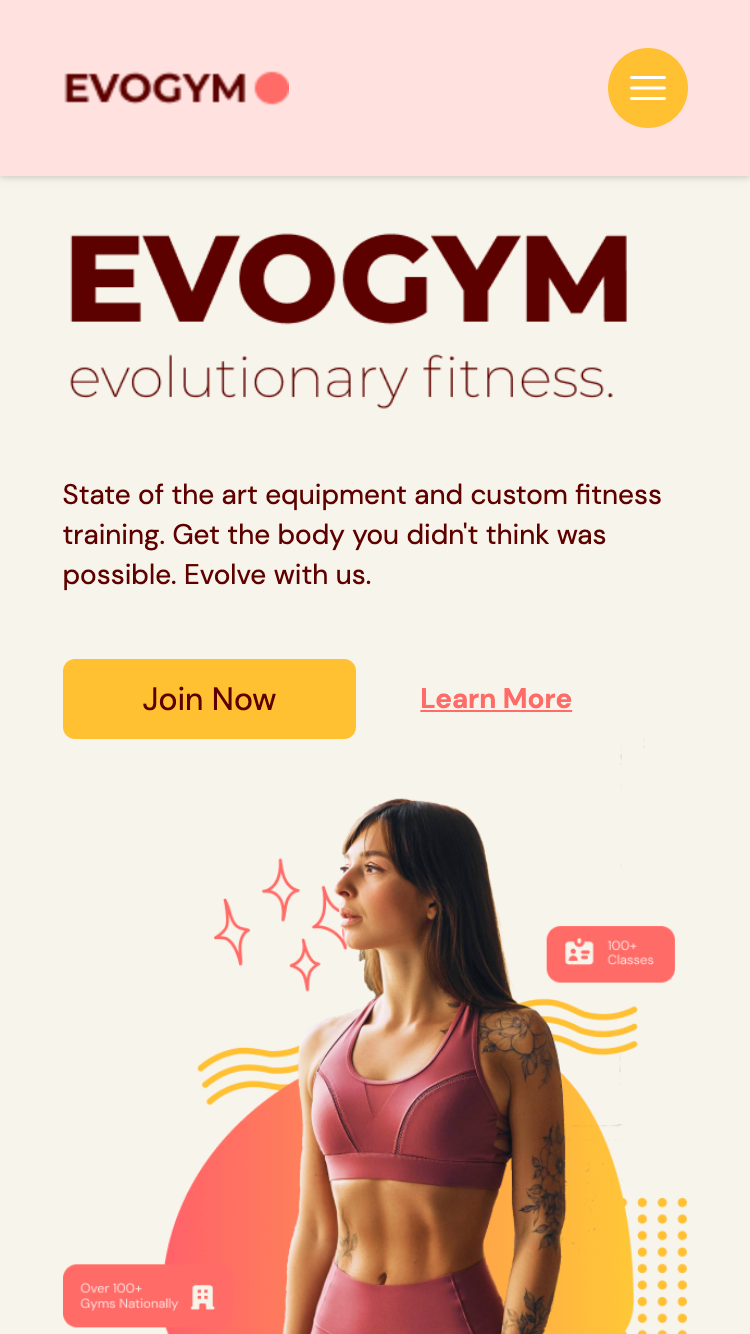 EVOGYM
EVOGYM
evolutionary fitness.
State of the art equipment and custom fitness
training. Get the body you didn't think was
possible. Evolve with us.
Join Now
Learn More
100+
Classes
Over 100+
Gyms Nationally